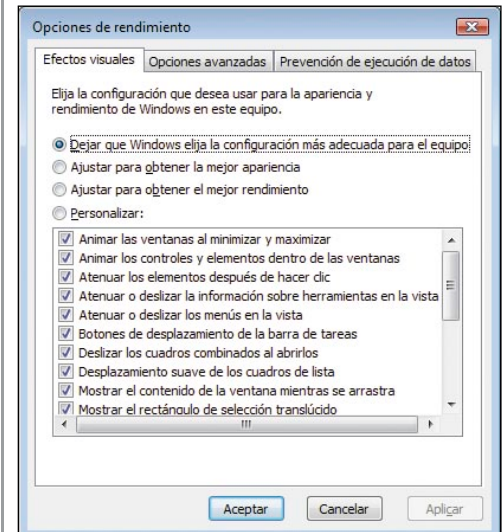 Opciones de rendimiento
Efectos visuales Opciones avanzadas Prevención de ejecución de datos
Elija la configuración que desea usar para la apariencia y
rendimiento de Windows en este equipo.
Dejar que Windows elija la configuración más adecuada para el equipo
Ajustar para obtener la mejor apariencia
Ajustar para obtener el mejor rendimiento
Personalizar:
Animar las ventanas al minimizar y maximizar
Animar los controles y elementos dentro de las ventanas
Atenuar los elementos después de hacer clic
Atenuar o deslizar la información sobre herramientas en la vista
Atenuar o deslizar los menús en la vista
Botones de desplazamiento de la barra de tareas
Deslizar los cuadros combinados al abrirlos
Desplazamiento suave de los cuadros de lista
Mostrar el contenido de la ventana mientras se arrastra
Mostrar el rectángulo de selección translúcido
Aceptar Cancelar Aplicar